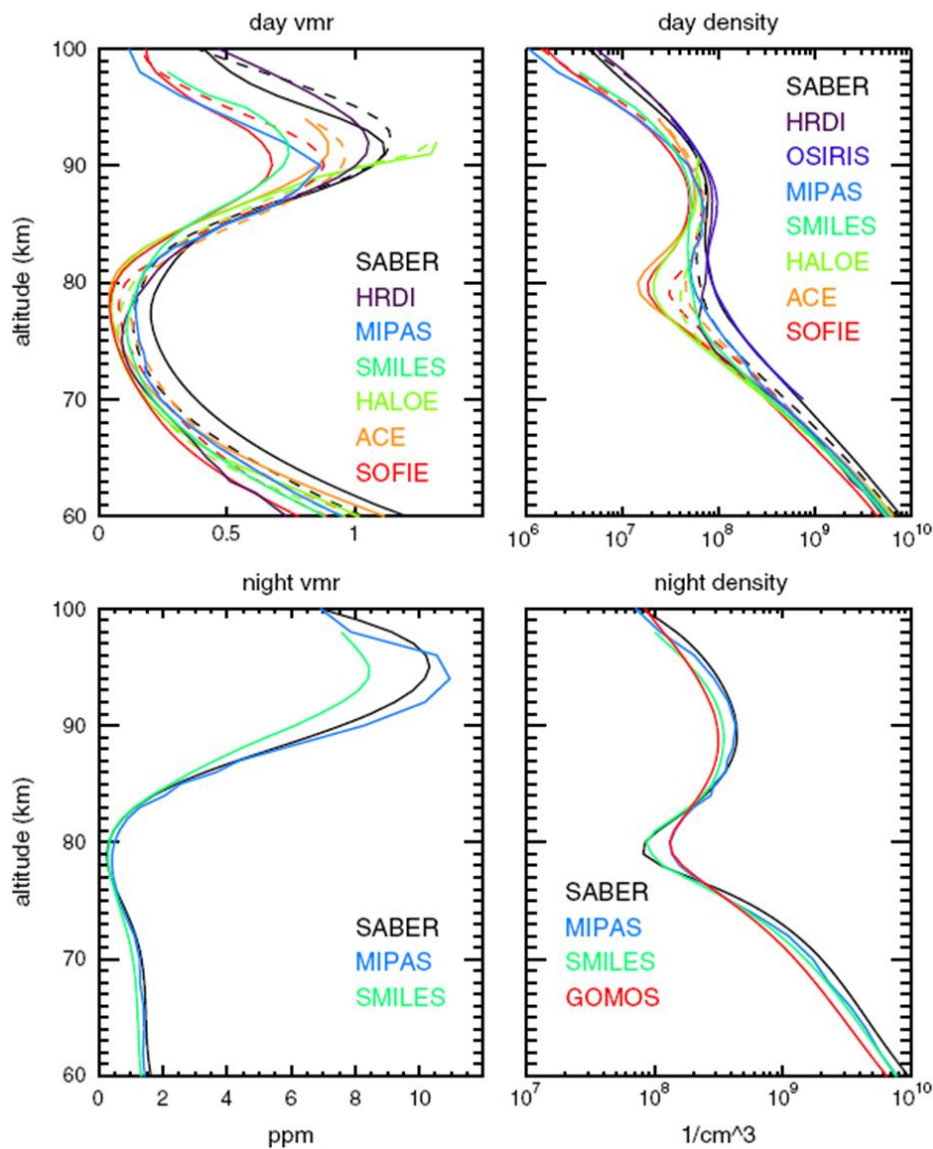 day vmr
day density
100
90
80
70
60
altitude (km)
0
0.5
1
SABER
HRDI
MIPAS
SMILES
HALOE
ACE
SOFIE
10^6
10^7
10^8
10^9
10^10
SABER
HRDI
OSIRIS
MIPAS
SMILES
HALOE
ACE
SOFIE
night vmr
night density
100
90
80
70
60
altitude (km)
0
2
4
6
8
10
ppm
SABER
MIPAS
SMILES
SABER
MIPAS
SMILES
GOMOS
10^7
10^8
10^9
10^10
1/cm^3